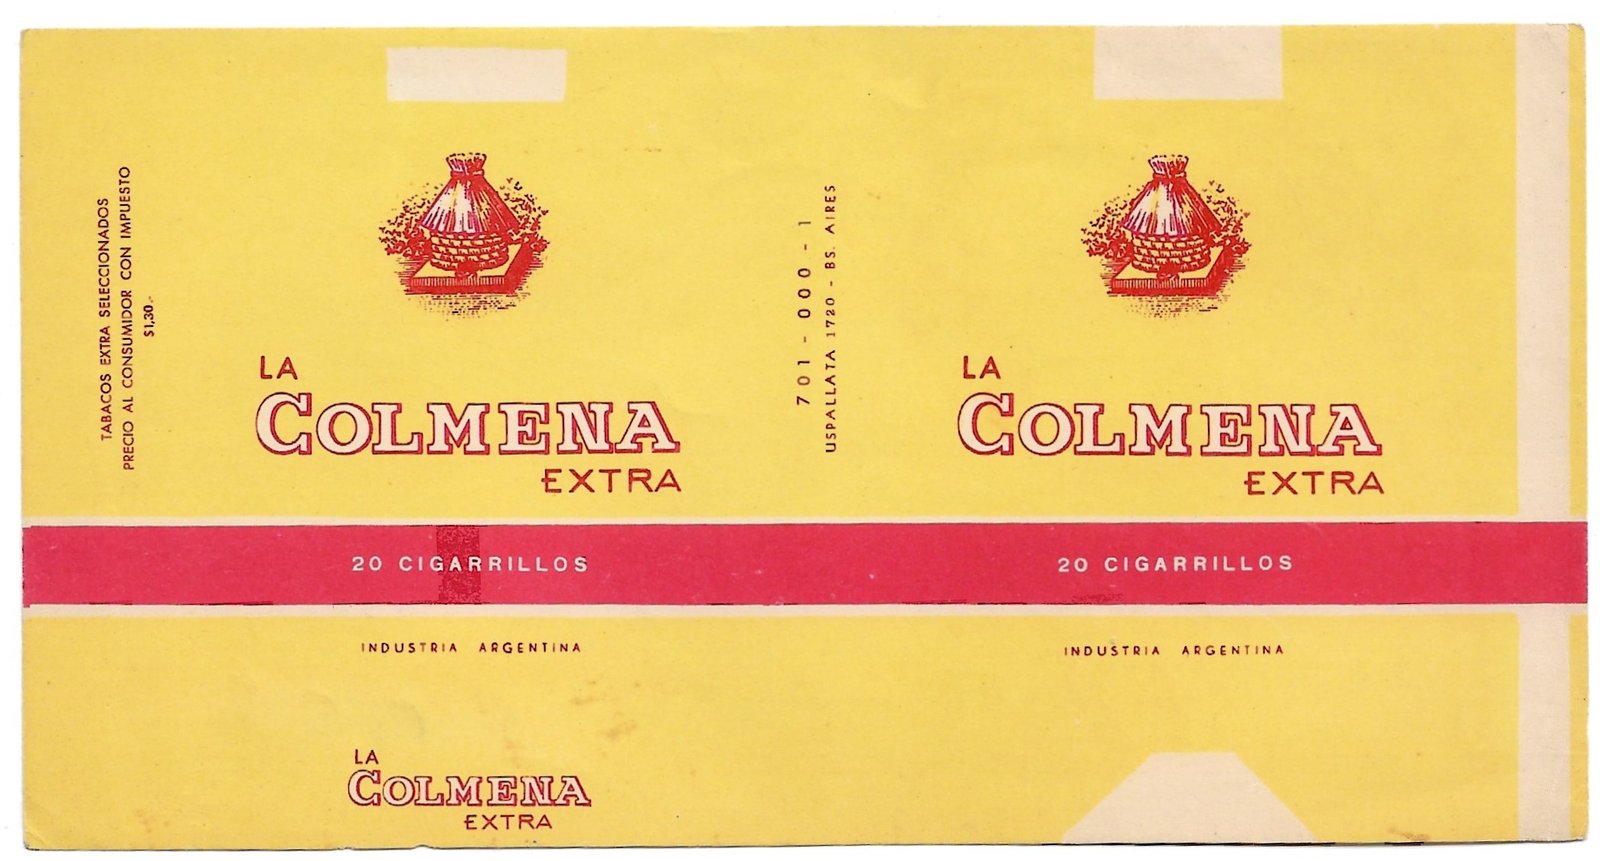 TABACOS EXTRA SELECCIONADOS
PRECIO AL CONSUMIDOR CON IMPUESTO
$1,30.-
LA
COLMENA
EXTRA
20 CIGARRILLOS
INDUSTRIA ARGENTINA
LA
COLMENA
EXTRA
701-000-1
USPALLATA 1720 - BS. AIRES
LA
COLMENA
EXTRA
20 CIGARRILLOS
INDUSTRIA ARGENTINA